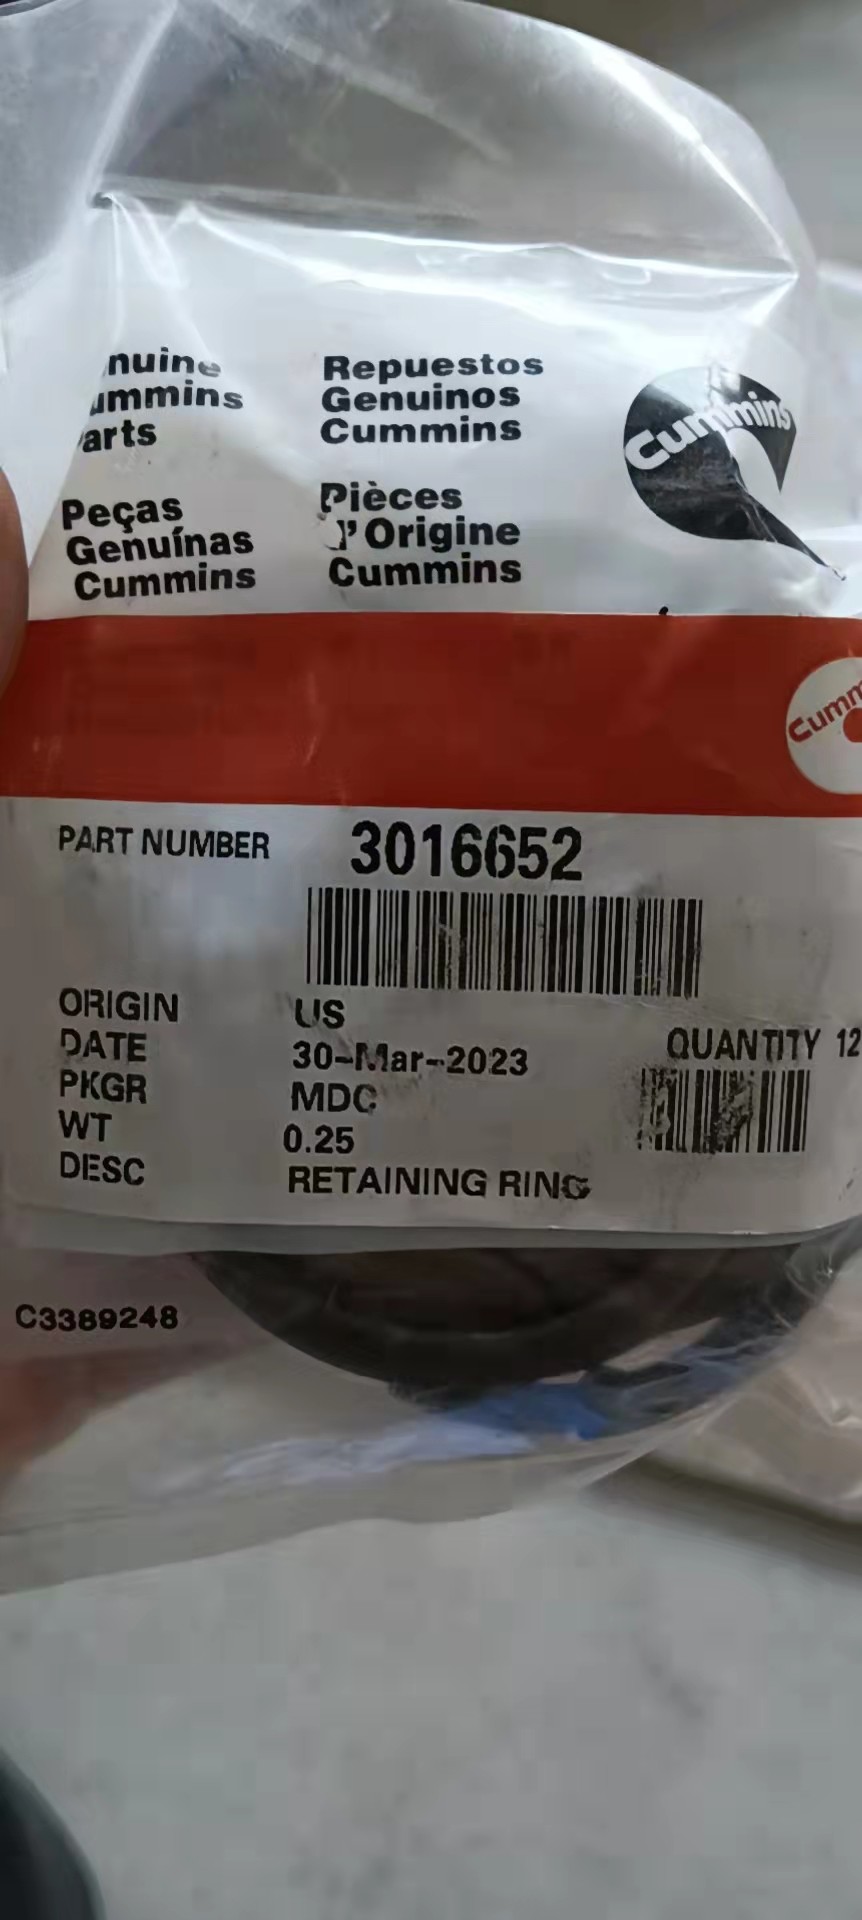 nuine
ummins
arts
Repuestos
Genuinos
Cummins
Peças
Genuínas
Cummins
Pièces
d'Origine
Cummins
Cummins
Cumm
PART NUMBER 3016652
ORIGIN US
DATE 30-Mar-2023
QUANTITY 12
PKGR MDC
WT 0.25
DESC RETAINING RING
C3389248